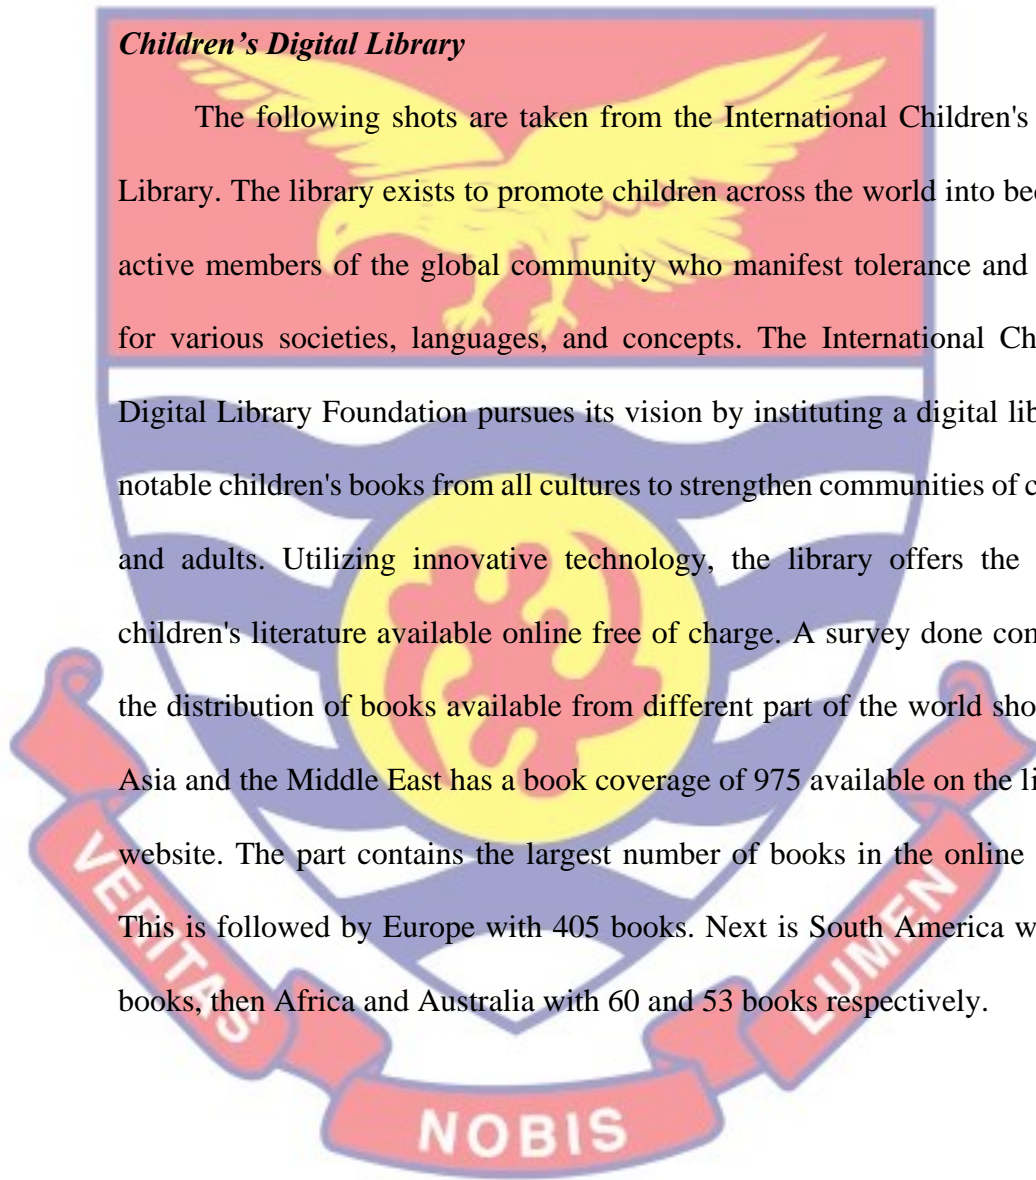 Children’s Digital Library
The following shots are taken from the International Children's
Library. The library exists to promote children across the world into
active members of the global community who manifest tolerance and
for various societies, languages, and concepts. The International
Digital Library Foundation pursues its vision by instituting a digital
notable children's books from all cultures to strengthen communities of
and adults. Utilizing innovative technology, the library offers the
children's literature available online free of charge. A survey done
the distribution of books available from different part of the world
Asia and the Middle East has a book coverage of 975 available on the
website. The part contains the largest number of books in the online
This is followed by Europe with 405 books. Next is South America
books, then Africa and Australia with 60 and 53 books respectively.
VERITAS
NOBIS
LUMEN